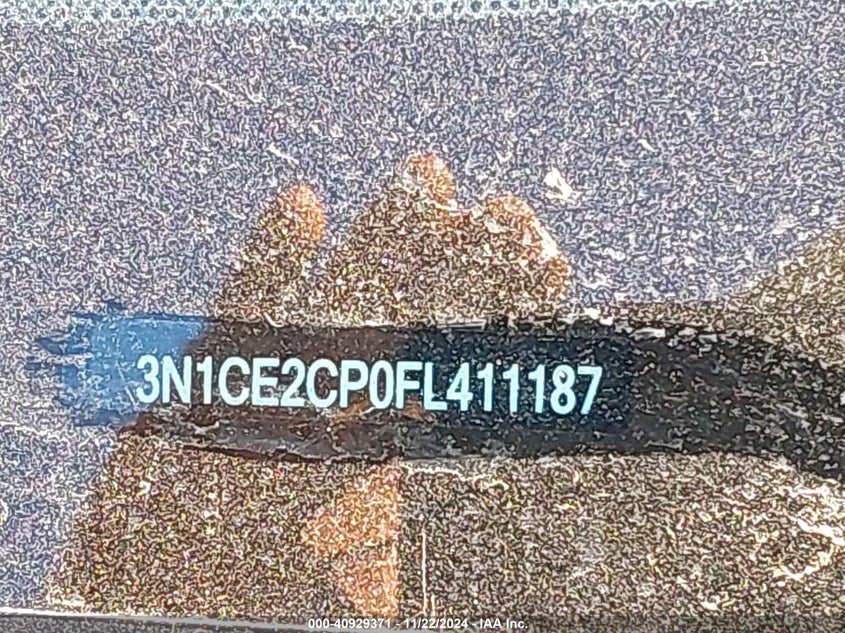 3N1CE2CP0FL411187
000-40929371 - 11/22/2024 - IAA Inc.